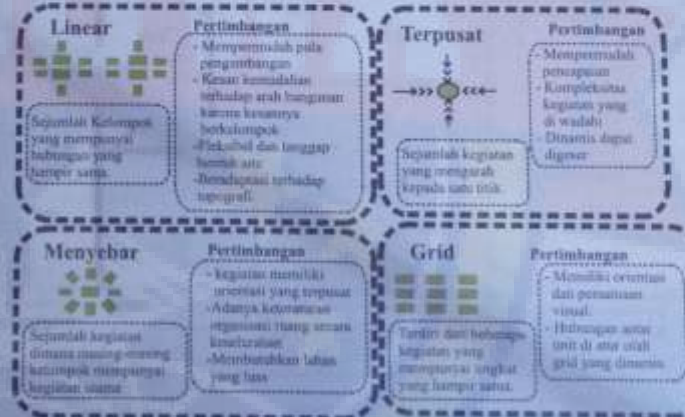 Linear
Pertimbangan
- Mempermudah pola
pengembangan
- Kesan kemudahan
terhadap arah bangunan
karena kesannya
berkelompok
-Fleksibel dan tanggap
bentuk site
-Beradaptasi terhadap
topografi.
Sejumlah Kelompok
yang mempunyai
hubungan yang
hampir sama.
Terpusat
Pertimbangan
- Mempermudah
pencapaian
- Kompleksitas
kegiatan yang
di wadahi
- Dinamis dapat
digeser
Sejumlah kegiatan
yang mengarah
kepada satu titik.
Menyebar
Pertimbangan
- kegiatan memiliki
orientasi yang terpusat
-Adanya keteraturan
organisasi ruang secara
keseluruhan
-Membutuhkan lahan
yang luas
Sejumlah kegiatan
dimana masing-masing
kelompok mempunyai
kegiatan utama
Grid
Pertimbangan
- Memiliki orientasi
dan pemusatan
visual.
- Hubungan antar
unit di atur oleh
grid yang dimensi
Terdiri dari beberapa
kegiatan yang
mempunyai tingkat
yang hampir sama.